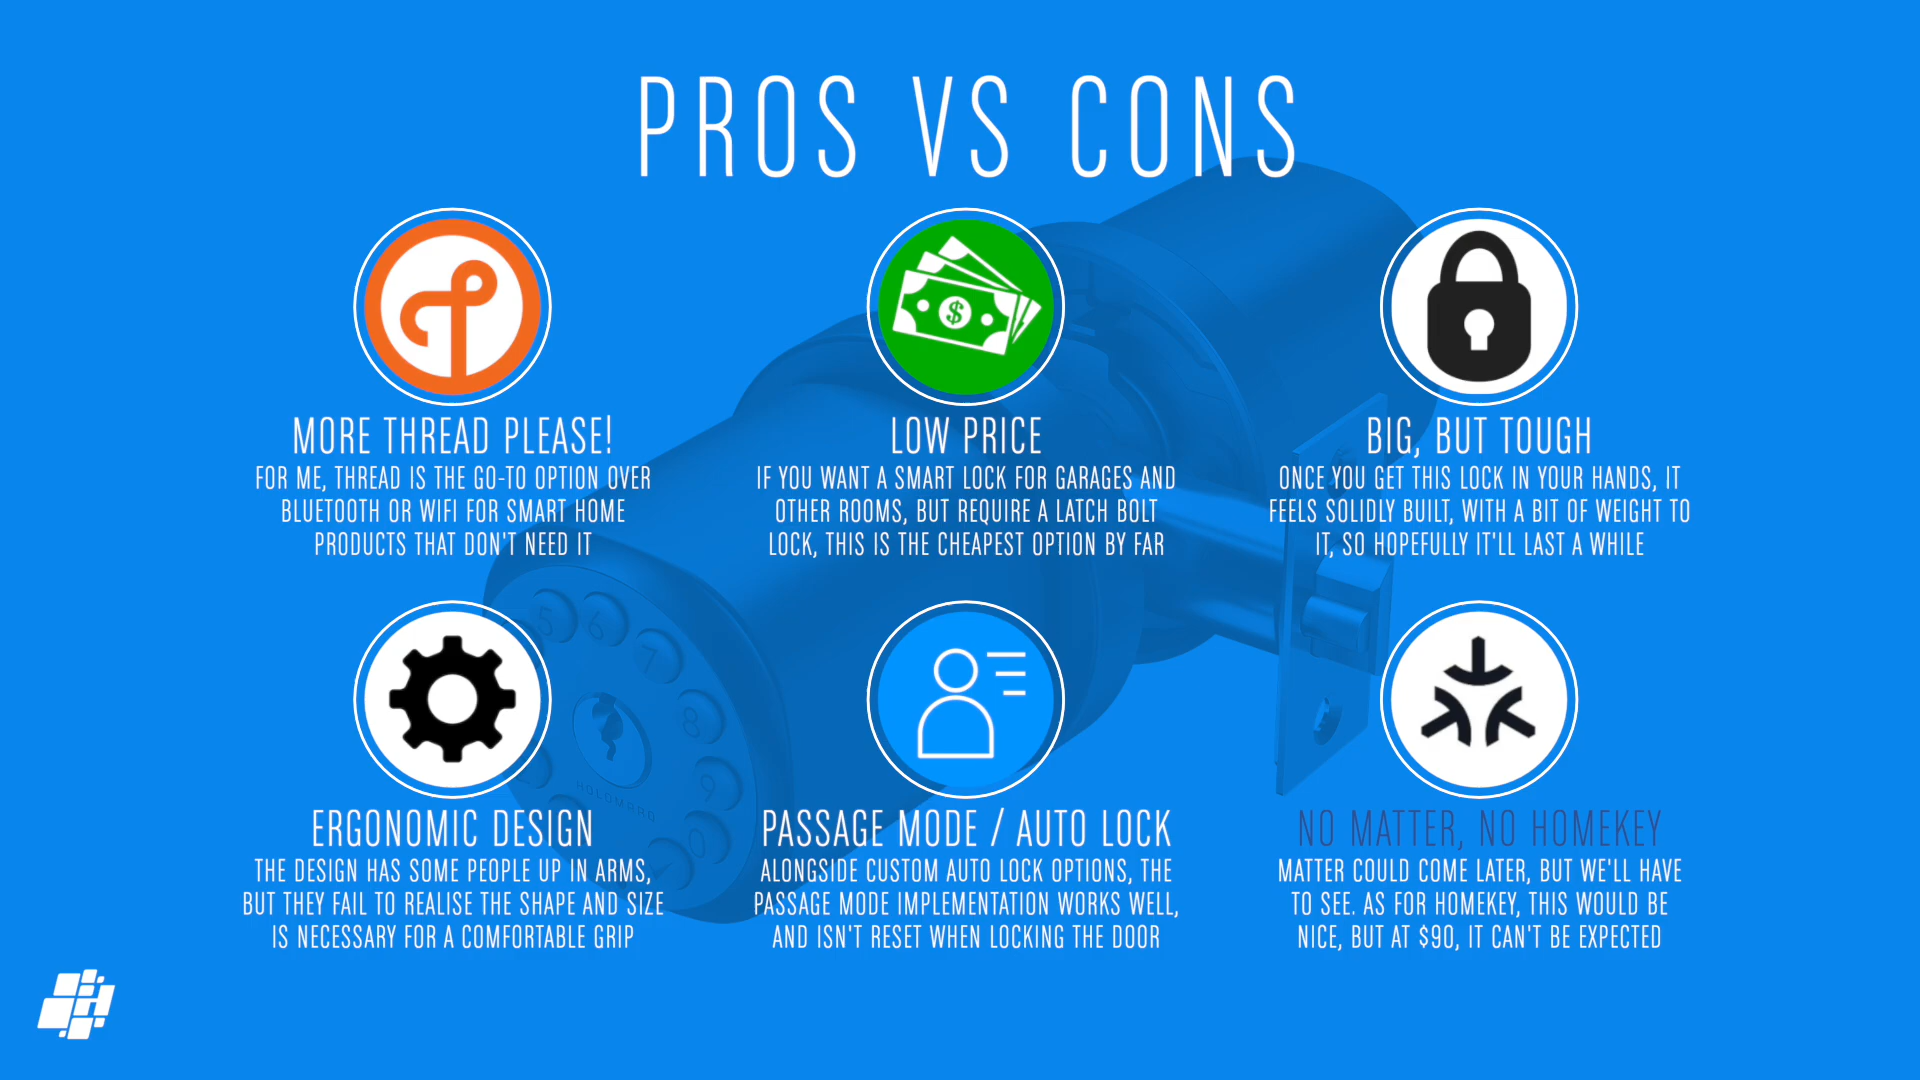 PROS VS CONS
MORE THREAD PLEASE!
FOR ME, THREAD IS THE GO-TO OPTION OVER
BLUETOOTH OR WIFI FOR SMART HOME
PRODUCTS THAT DON'T NEED IT
LOW PRICE
IF YOU WANT A SMART LOCK FOR GARAGES AND
OTHER ROOMS, BUT REQUIRE A LATCH BOLT
LOCK, THIS IS THE CHEAPEST OPTION BY FAR
BIG, BUT TOUGH
ONCE YOU GET THIS LOCK IN YOUR HANDS, IT
FEELS SOLIDLY BUILT, WITH A BIT OF WEIGHT TO
IT, SO HOPEFULLY IT'LL LAST A WHILE
ERGONOMIC DESIGN
THE DESIGN HAS SOME PEOPLE UP IN ARMS,
BUT THEY FAIL TO REALISE THE SHAPE AND SIZE
IS NECESSARY FOR A COMFORTABLE GRIP
PASSAGE MODE / AUTO LOCK
ALONGSIDE CUSTOM AUTO LOCK OPTIONS, THE
PASSAGE MODE IMPLEMENTATION WORKS WELL,
AND ISN'T RESET WHEN LOCKING THE DOOR
NO MATTER, NO HOMEKEY
MATTER COULD COME LATER, BUT WE'LL HAVE
TO SEE. AS FOR HOMEKEY, THIS WOULD BE
NICE, BUT AT $90, IT CAN'T BE EXPECTED
5
6
7
8
9
0
HOLDMARQ
$
H